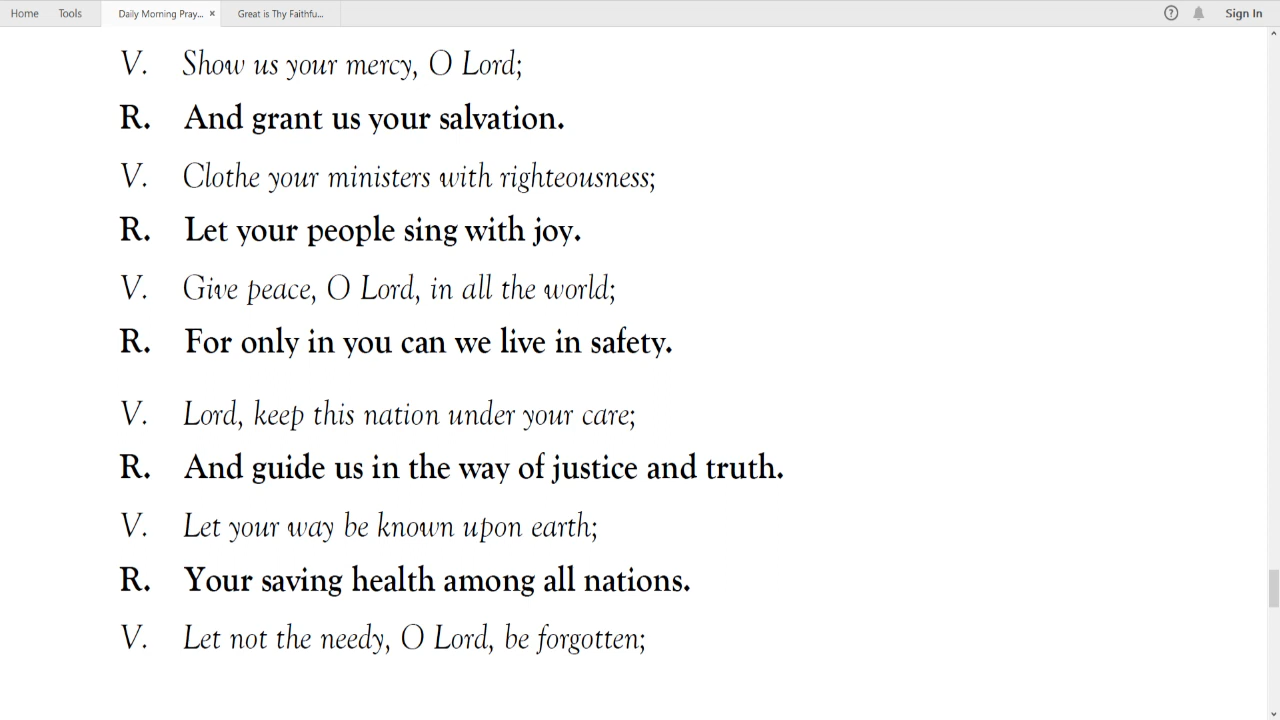 Home Tools Daily Morning Pray... × Great is Thy Faithfu... Sign In
V. Show us your mercy, O Lord;
R. And grant us your salvation.
V. Clothe your ministers with righteousness;
R. Let your people sing with joy.
V. Give peace, O Lord, in all the world;
R. For only in you can we live in safety.
V. Lord, keep this nation under your care;
R. And guide us in the way of justice and truth.
V. Let your way be known upon earth;
R. Your saving health among all nations.
V. Let not the needy, O Lord, be forgotten;